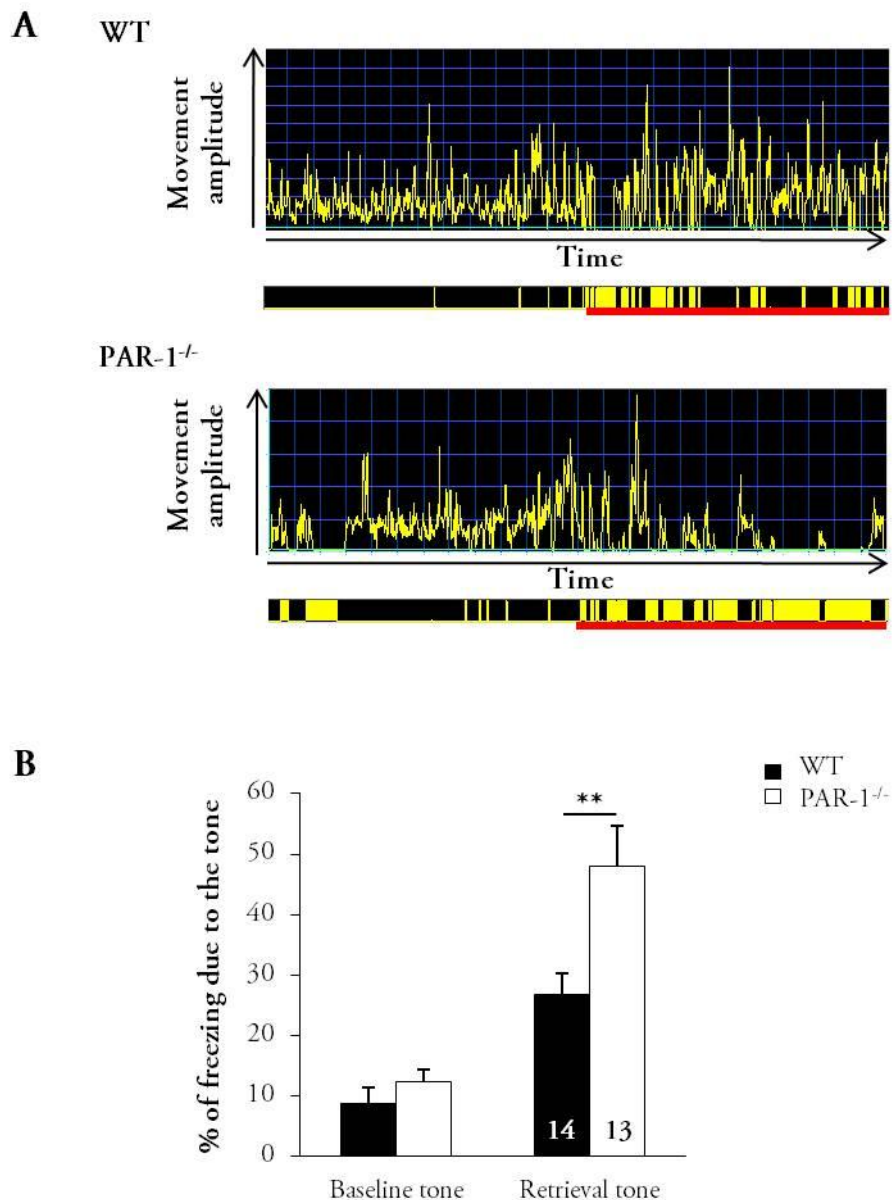 A
WT
Movement
amplitude
Time
PAR-1-/-
Movement
amplitude
Time
B
WT
PAR-1-/-
% of freezing due to the tone
60
50
40
30
20
10
0
**
14
13
Baseline tone
Retrieval tone